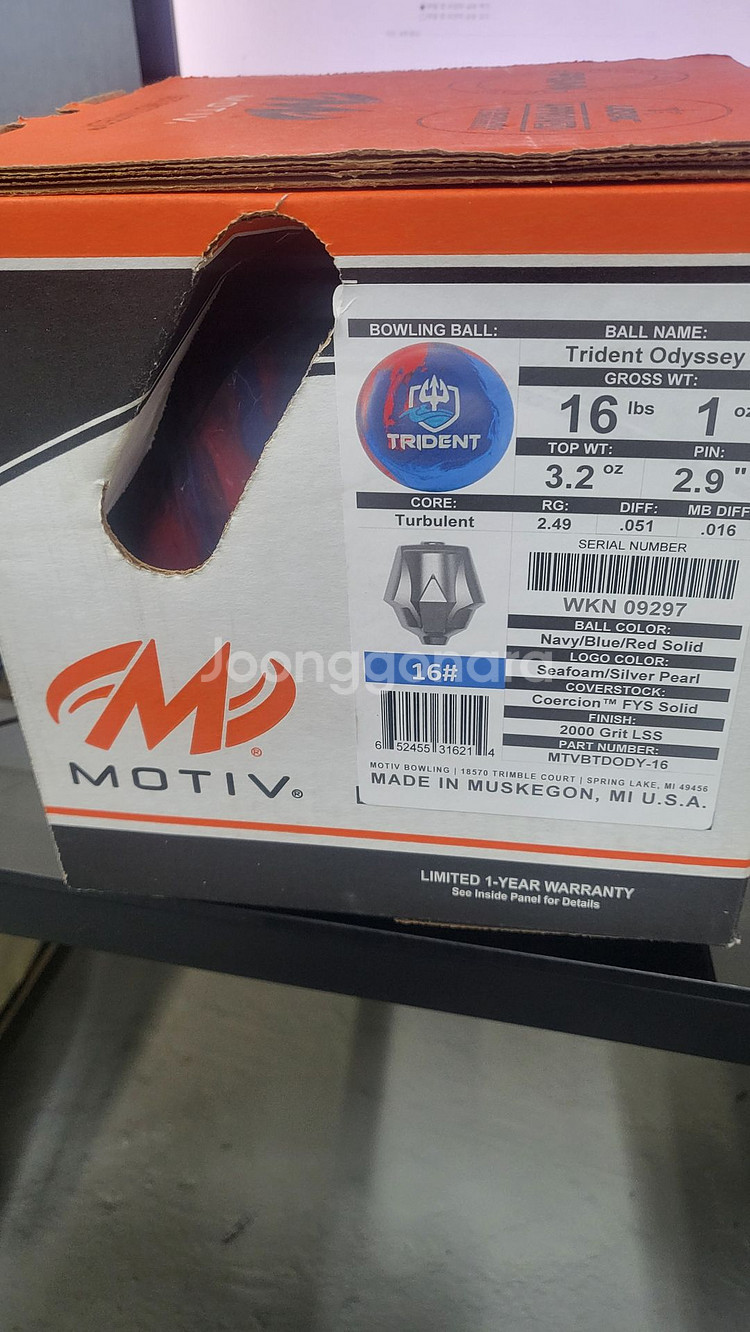 MOTIV
BOWLING BALL:
BALL NAME:
Trident Odyssey
TRIDENT
GROSS WT:
16 lbs 1 oz
TOP WT: PIN:
3.2 oz 2.9 "
CORE: RG: DIFF: MB DIFF
Turbulent 2.49 .051 .016
SERIAL NUMBER
WKN 09297
BALL COLOR:
Navy/Blue/Red Solid
LOGO COLOR:
Seafoam/Silver Pearl
COVERSTOCK:
Coercion™ FYS Solid
FINISH:
2000 Grit LSS
PART NUMBER:
MTVBTDODY-16
16#
6 52455 31621 4
MOTIV BOWLING | 18570 TRIMBLE COURT | SPRING LAKE, MI 49456
MADE IN MUSKEGON, MI U.S.A.
Joonggonara
MOTIV®
LIMITED 1-YEAR WARRANTY
See Inside Panel for Details